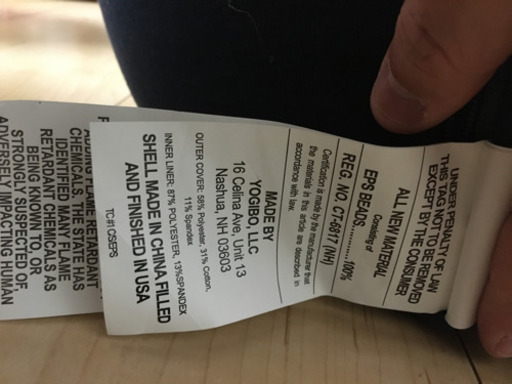 UNDER PENALTY OF LAW
THIS TAG NOT TO BE REMOVED
EXCEPT BY THE CONSUMER
ALL NEW MATERIAL
Consisting of
EPS BEADS............100%
REG. NO. CT-6817 (NH)
Certification is made by the manufacturer that
the materials in this article are described in
accordance with law.
MADE BY
YOGIBO, LLC
16 Celina Ave, Unit 13
Nashua, NH 03603
OUTER COVER: 58% Polyester, 31% Cotton,
11% Spandex
INNER LINER: 87% POLYESTER, 13%SPANDEX
SHELL MADE IN CHINA,FILLED
AND FINISHED IN USA
FLAME RETARDANT
CHEMICALS. THE STATE HAS
IDENTIFIED MANY FLAME
RETARDANT CHEMICALS AS
BEING KNOWN TO, OR
STRONGLY SUSPECTED OF,
ADVERSELY IMPACTING HUMAN